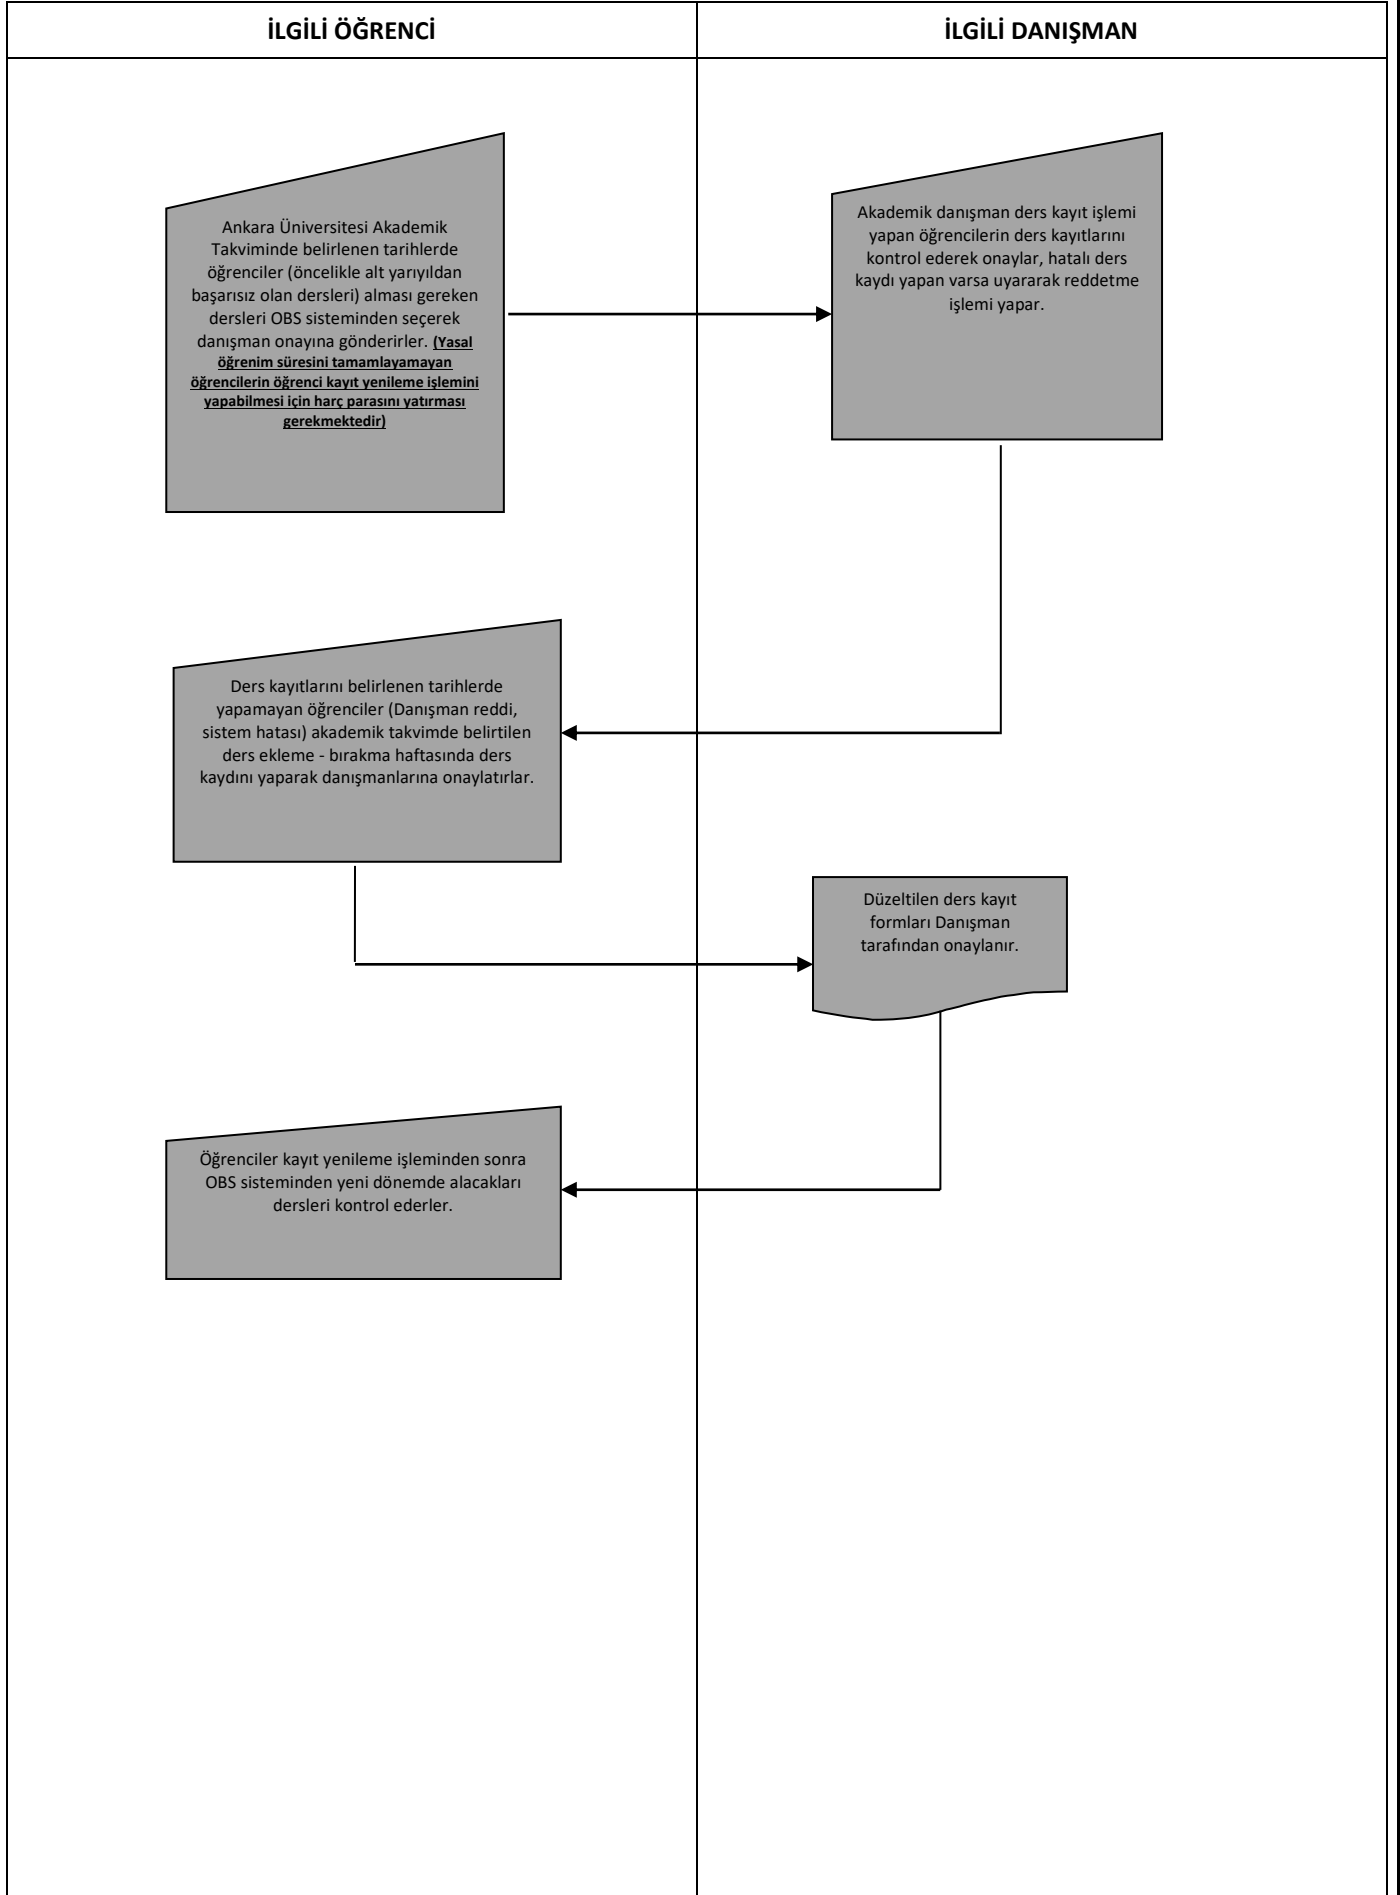 İLGİLİ ÖĞRENCİ
İLGİLİ DANIŞMAN
Ankara Üniversitesi Akademik
Takviminde belirlenen tarihlerde
öğrenciler (öncelikle alt yarıyıldan
başarısız olan dersleri) alması gereken
dersleri OBS sisteminden seçerek
danışman onayına gönderirler. (Yasal
öğrenim süresini tamamlayamayan
öğrencilerin öğrenci kayıt yenileme işlemini
yapabilmesi için harç parasını yatırması
gerekmektedir)
Akademik danışman ders kayıt işlemi
yapan öğrencilerin ders kayıtlarını
kontrol ederek onaylar, hatalı ders
kaydı yapan varsa uyararak reddetme
işlemi yapar.
Ders kayıtlarını belirlenen tarihlerde
yapamayan öğrenciler (Danışman reddi,
sistem hatası) akademik takvimde belirtilen
ders ekleme - bırakma haftasında ders
kaydını yaparak danışmanlarına onaylatırlar.
Düzeltilen ders kayıt
formları Danışman
tarafından onaylanır.
Öğrenciler kayıt yenileme işleminden sonra
OBS sisteminden yeni dönemde alacakları
dersleri kontrol ederler.